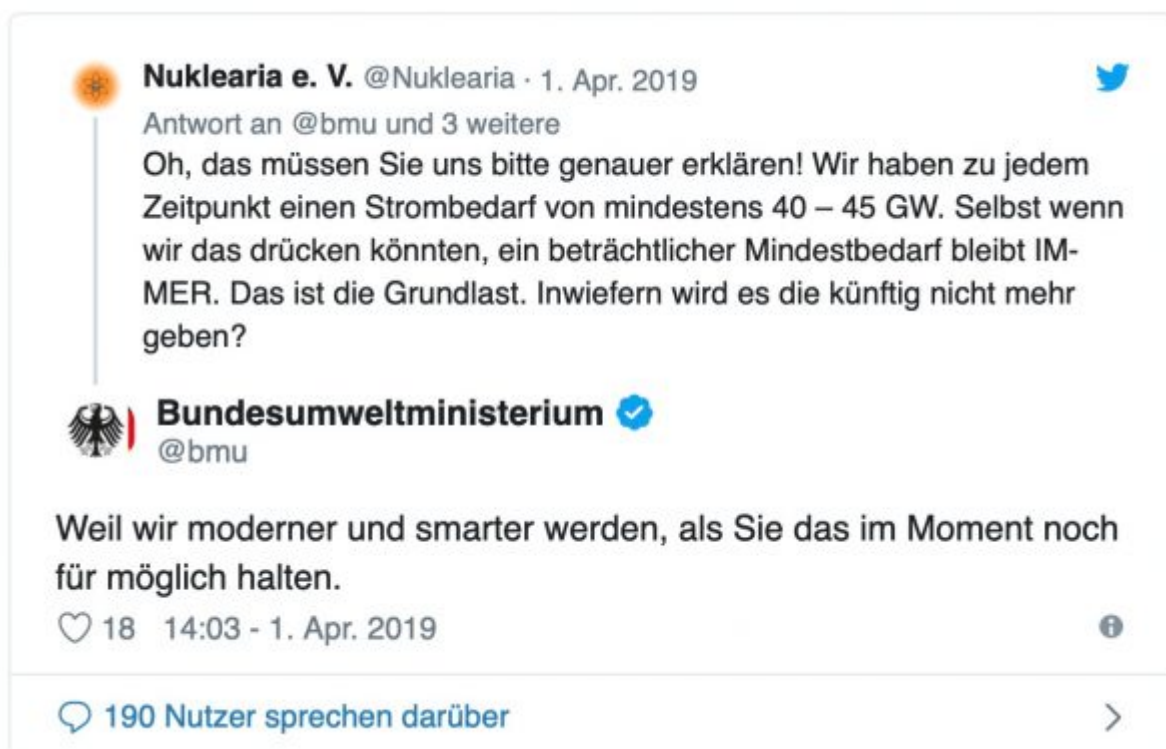 Nuklearia e. V. @Nuklearia · 1. Apr. 2019
Antwort an @bmu und 3 weitere
Oh, das müssen Sie uns bitte genauer erklären! Wir haben zu jedem
Zeitpunkt einen Strombedarf von mindestens 40 – 45 GW. Selbst wenn
wir das drücken könnten, ein beträchtlicher Mindestbedarf bleibt IM-
MER. Das ist die Grundlast. Inwiefern wird es die künftig nicht mehr
geben?
Bundesumweltministerium
@bmu
Weil wir moderner und smarter werden, als Sie das im Moment noch
für möglich halten.
18 14:03 - 1. Apr. 2019
190 Nutzer sprechen darüber